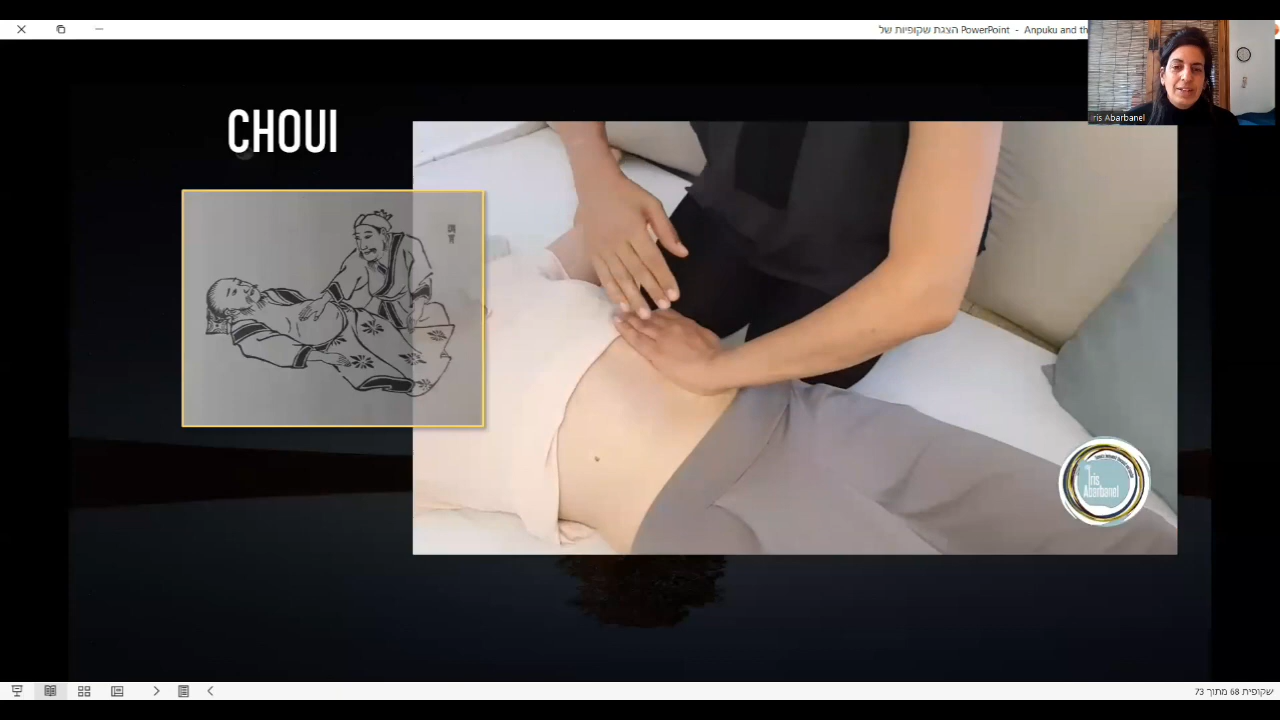 הצגת שקופיות של PowerPoint - Anpuku and th
Iris Abarbanel
CHOUI
Iris
Abarbanel
שקופית 68 מתוך 73